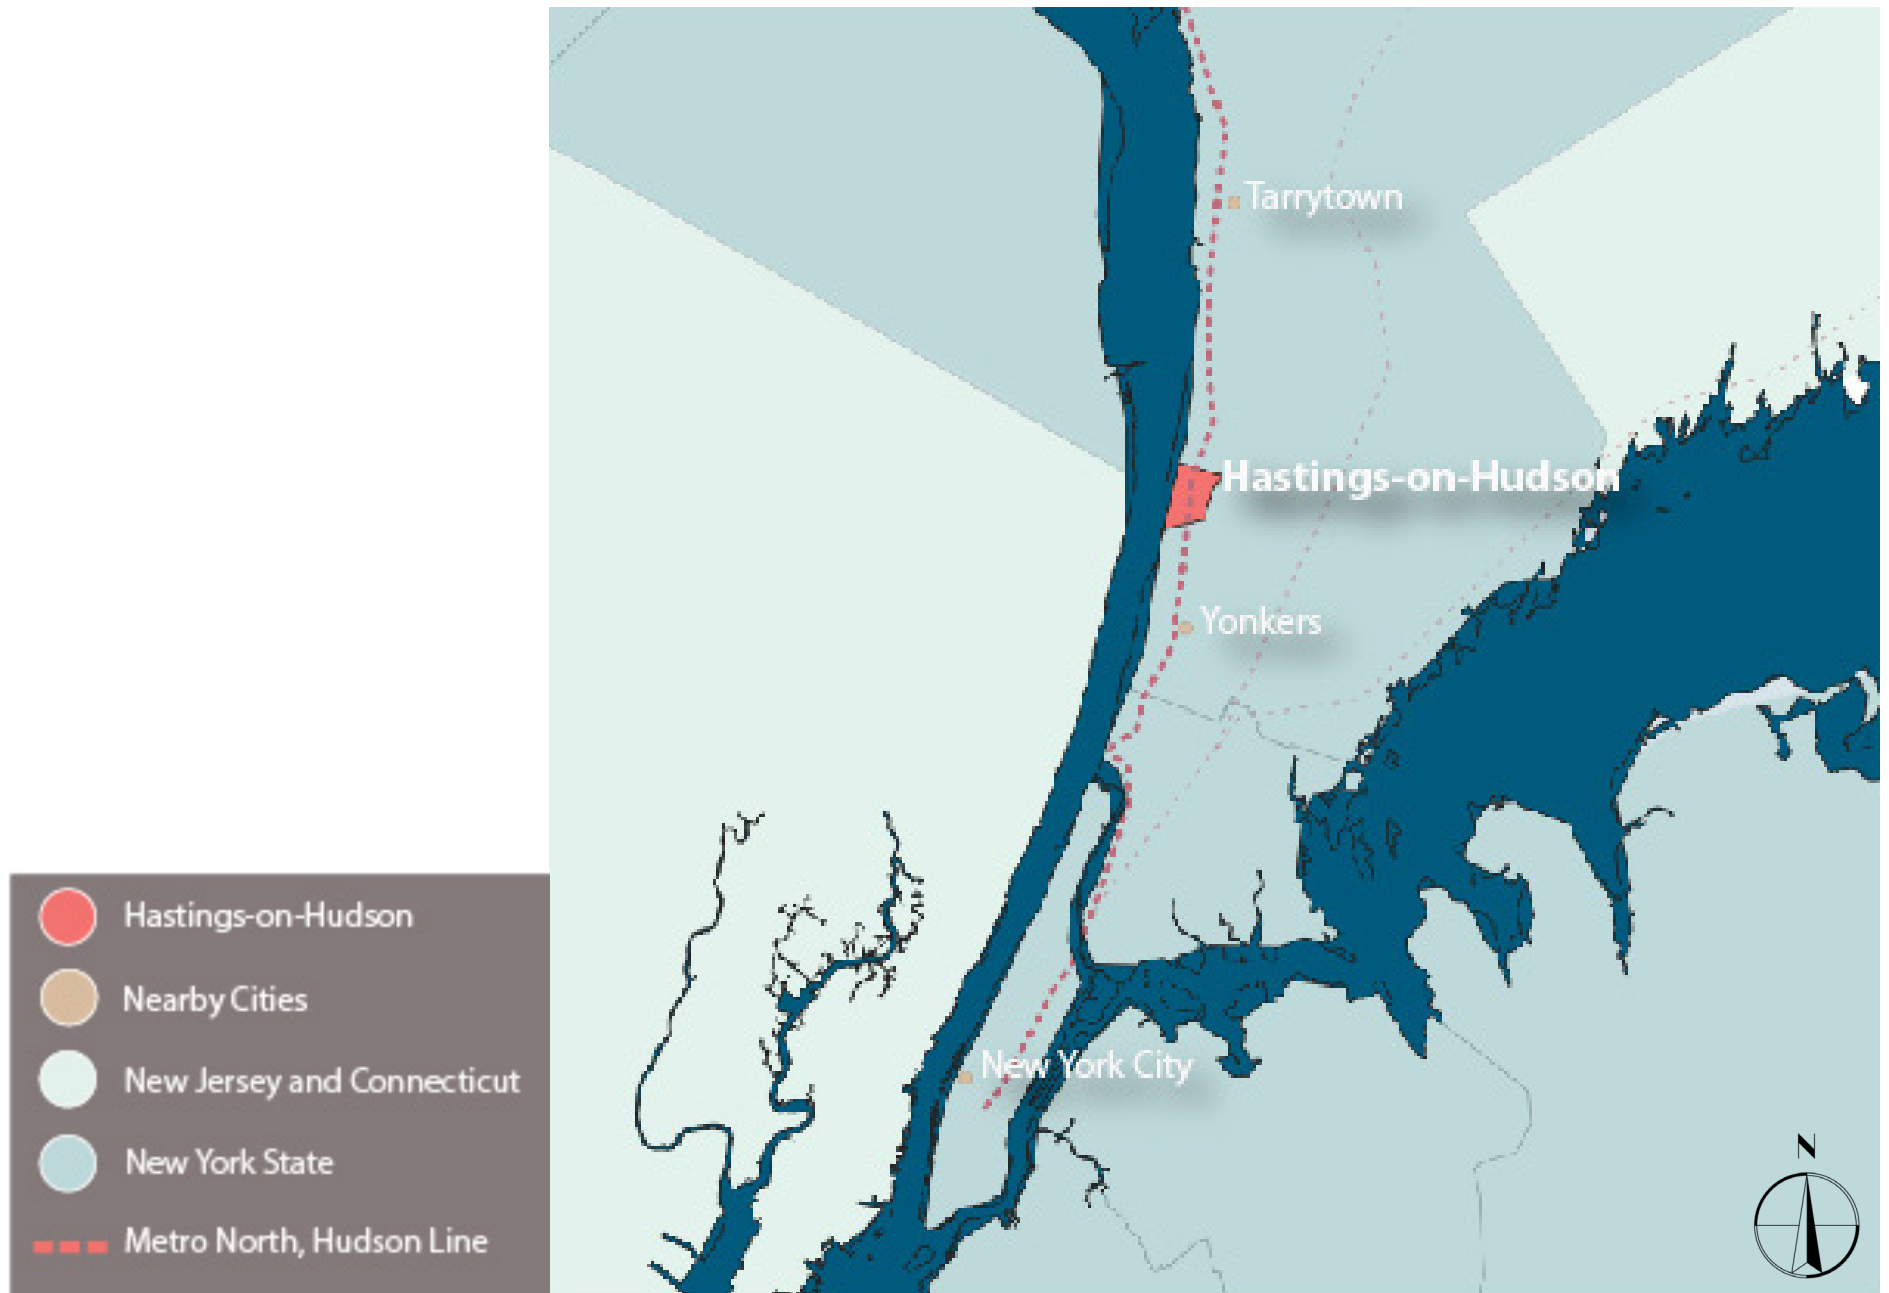 Tarrytown
Hastings-on-Hudson
Yonkers
New York City
Hastings-on-Hudson
Nearby Cities
New Jersey and Connecticut
New York State
Metro North, Hudson Line
N